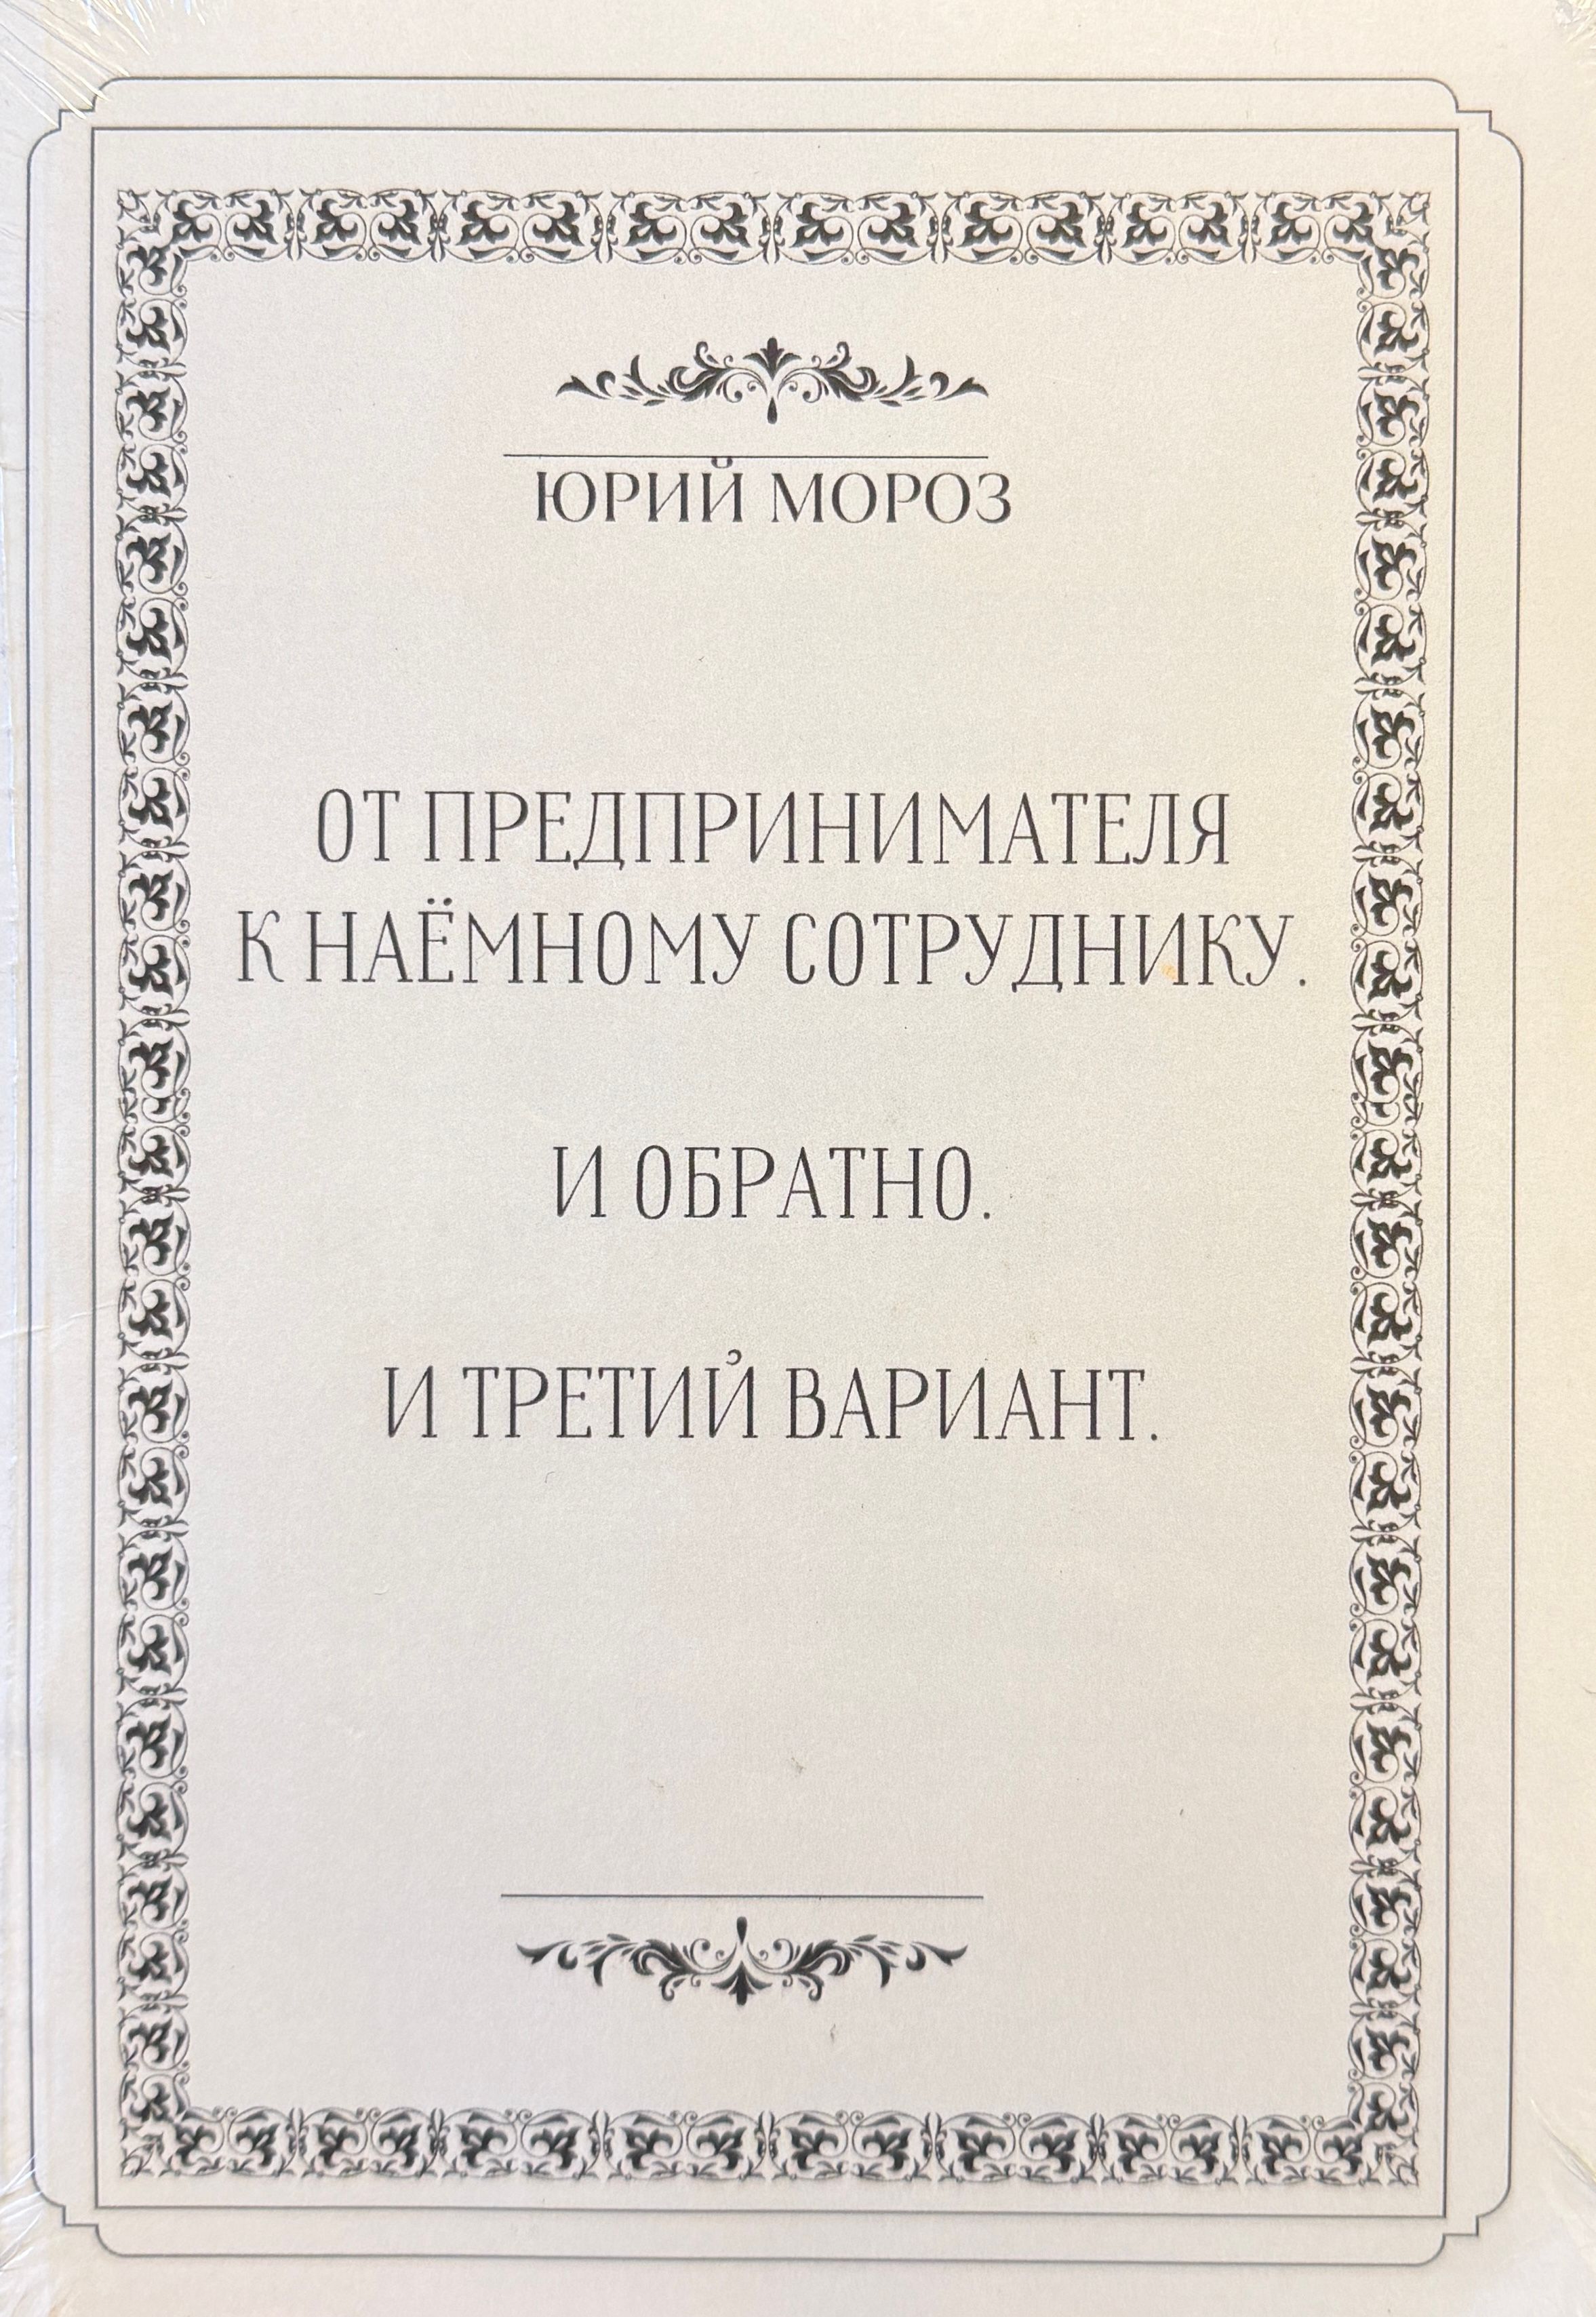 ЮРИЙ МОРОЗ
ОТ ПРЕДПРИНИМАТЕЛЯ
К НАЁМНОМУ СОТРУДНИКУ.
И ОБРАТНО.
И ТРЕТИЙ ВАРИАНТ.